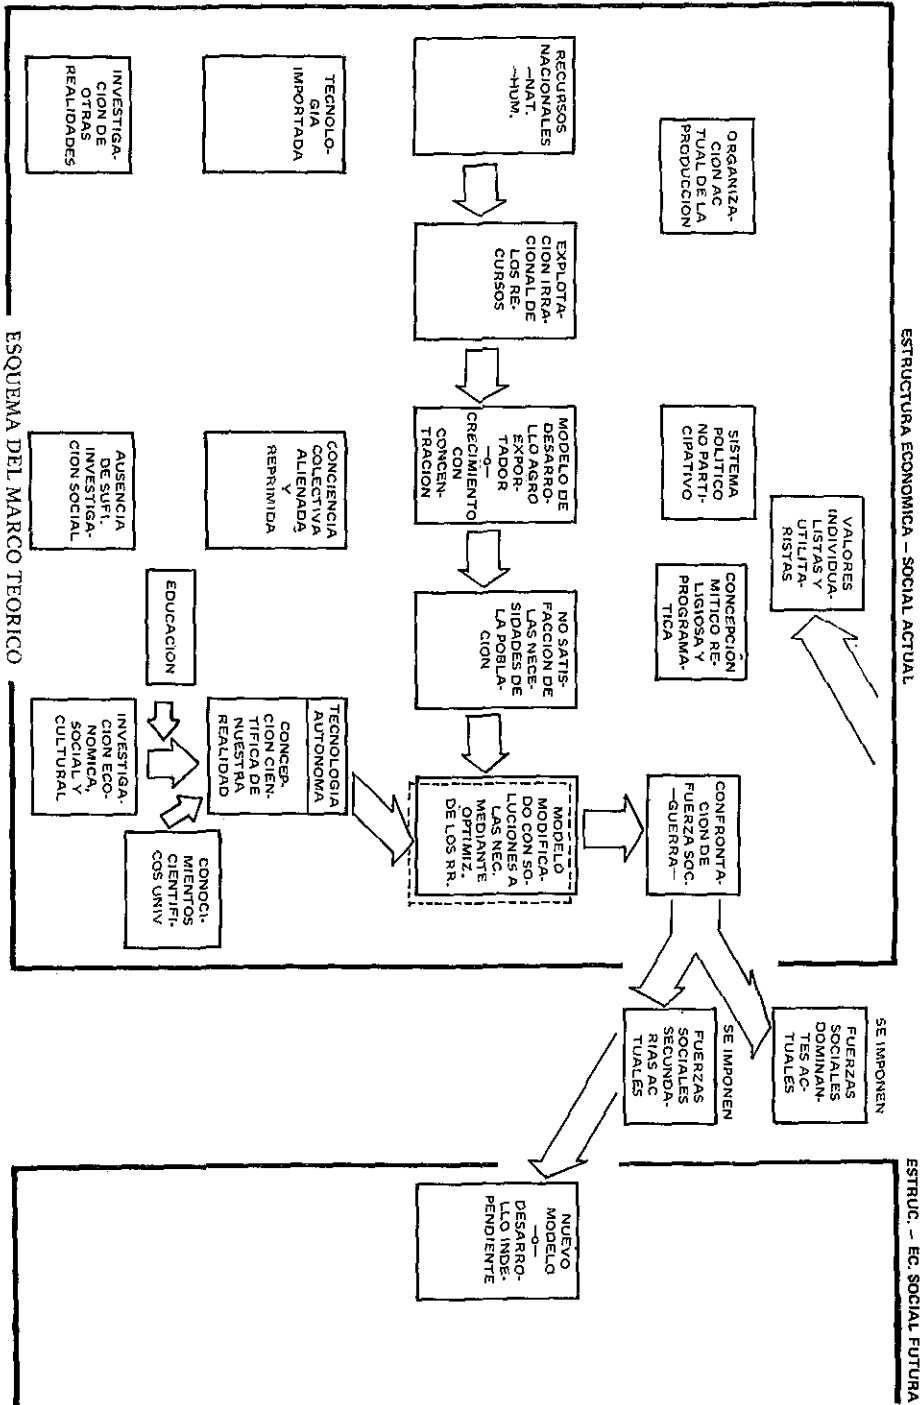 ESTRUCTURA ECONOMICA – SOCIAL ACTUAL
ESTRUC. – EC. SOCIAL FUTURA
VALORES
INDIVIDUA-
LISTAS Y
UTILITA-
RISTAS
SE IMPONEN
FUERZAS
SOCIALES
DOMINAN-
TES AC-
TUALES
ORGANIZA-
CION AC
TUAL DE LA
PRODUCCION
SISTEMA
POLITICO
NO PARTI-
CIPATIVO
CONCEPCIÓN
MITICO RE-
LIGIOSA Y
PROGRAMA-
TICA
CONFRONTA-
CION DE
FUERZA SOC-
—GUERRA—
SE IMPONEN
FUERZAS
SOCIALES
SECUNDA-
RIAS AC
TUALES
RECURSOS
NACIONALES
—NAT.
—HUM.
EXPLOTA-
CION IRRA-
CIONAL DE
LOS RE-
CURSOS
MODELO DE
DESARRO-
LLO AGRO
EXPOR-
TADOR
—o—
CRECIMIENTO
CON
CONCEN-
TRACION
NO SATIS-
FACCION DE
LAS NECE-
SIDADES DE
LA POBLA-
CION
MODELO
MODIFICA-
DO CON SO-
LUCIONES A
LAS NEC.
MEDIANTE
OPTIMIZ.
DE LOS RR.
NUEVO
MODELO
—o—
DESARRO-
LLO INDE-
PENDIENTE
TECNOLO-
GIA
IMPORTADA
CONCIENCIA
COLECTIVA
ALIENADA
Y
REPRIMIDA
TECNOLOGIA
AUTONOMA
CONCEP-
CION CIEN-
TIFICA DE
NUESTRA
REALIDAD
EDUCACION
CONOCI-
MIENTOS
CIENTIFI-
COS UNIV
INVESTIGA-
CION DE
OTRAS
REALIDADES
AUSENCIA
DE SUFI.
INVESTIGA-
CION SOCIAL
INVESTIGA-
CION ECO-
NOMICA,
SOCIAL Y
CULTURAL
ESQUEMA DEL MARCO TEORICO